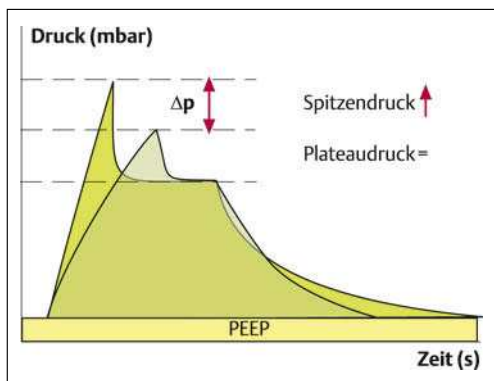 Druck (mbar)
Δp
Spitzendruck
Plateaudruck =
PEEP
Zeit (s)